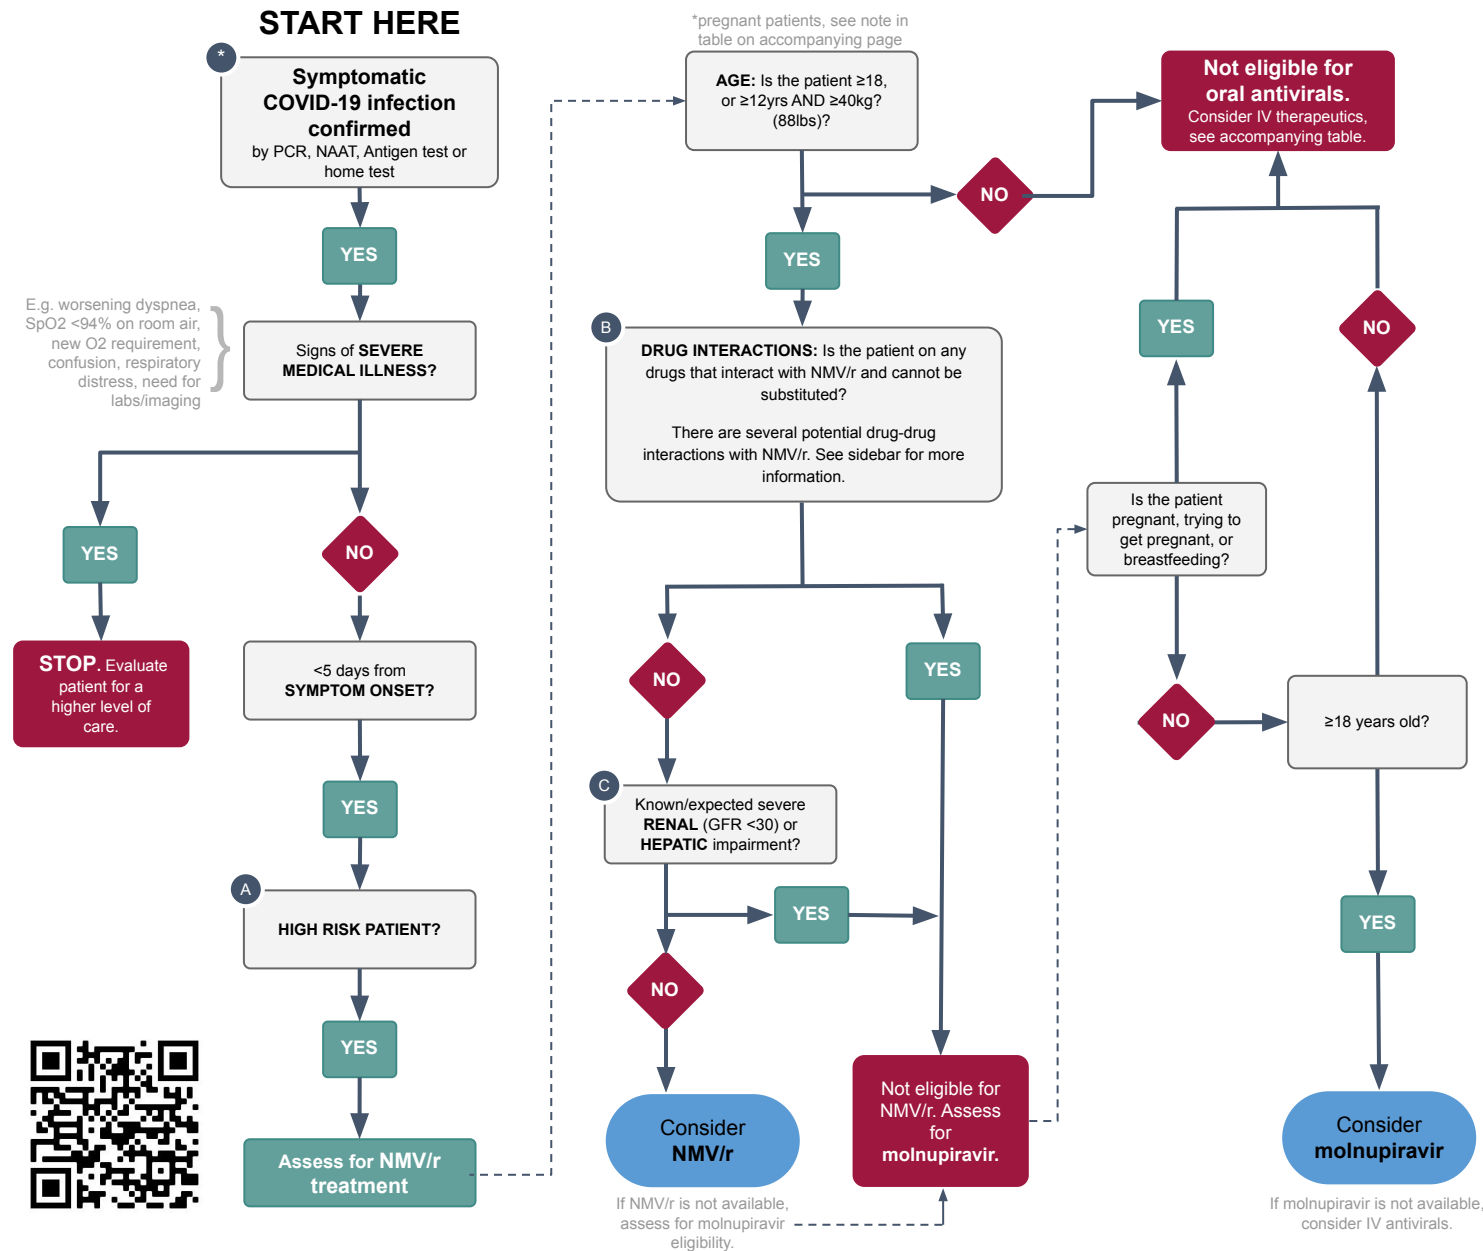 START HERE
*
Symptomatic
COVID-19 infection
confirmed
by PCR, NAAT, Antigen test or
home test
YES
E.g. worsening dyspnea,
SpO2 <94% on room air,
new O2 requirement,
confusion, respiratory
distress, need for
labs/imaging
Signs of SEVERE
MEDICAL ILLNESS?
YES
NO
STOP. Evaluate
patient for a
higher level of
care.
<5 days from
SYMPTOM ONSET?
YES
A
HIGH RISK PATIENT?
YES
Assess for NMV/r
treatment
*pregnant patients, see note in
table on accompanying page
AGE: Is the patient ≥18,
or ≥12yrs AND ≥40kg?
(88lbs)?
NO
YES
B
DRUG INTERACTIONS: Is the patient on any
drugs that interact with NMV/r and cannot be
substituted?
There are several potential drug-drug
interactions with NMV/r. See sidebar for more
information.
NO
YES
C
Known/expected severe
RENAL (GFR <30) or
HEPATIC impairment?
YES
NO
Consider
NMV/r
If NMV/r is not available,
assess for molnupiravir
eligibility.
Not eligible for
NMV/r. Assess
for
molnupiravir.
Not eligible for
oral antivirals.
Consider IV therapeutics,
see accompanying table.
YES
NO
Is the patient
pregnant, trying to
get pregnant, or
breastfeeding?
NO
≥18 years old?
YES
Consider
molnupiravir
If molnupiravir is not available,
consider IV antivirals.